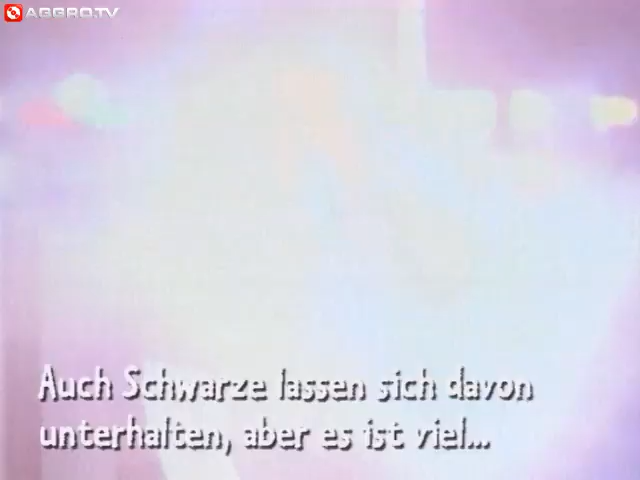 AGGRO.TV
Auch Schwarze lassen sich davon
unterhalten, aber es ist viel...